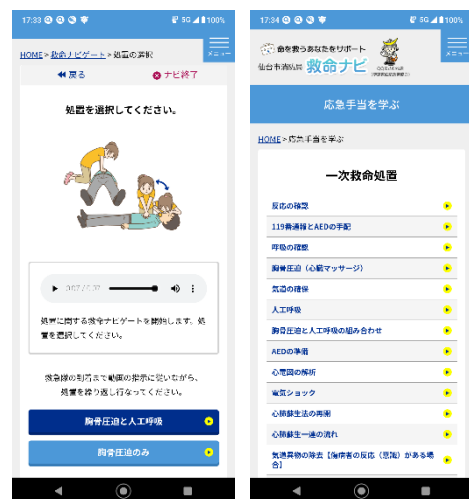 17:33
5G
100%
HOME > 救命ナビゲート > 処置の選択
メニュー
戻る
ナビ終了
処置を選択してください。
処置に関する救命ナビゲートを開始します。処
置を選択してください。
救急隊の到着まで動画の指示に従いながら、
処置を繰り返し行なってください。
胸骨圧迫と人工呼吸
胸骨圧迫のみ
17:34
5G
100%
命を救うあなたをサポート
仙台市消防局 救命ナビ
メニュー
応急手当を学ぶ
HOME > 応急手当を学ぶ
一次救命処置
反応の確認
119番通報とAEDの手配
呼吸の確認
胸骨圧迫（心臓マッサージ）
気道の確保
人工呼吸
胸骨圧迫と人工呼吸の組み合わせ
AEDの準備
心電図の解析
電気ショック
心肺蘇生法の再開
心肺蘇生一連の流れ
気道異物の除去【傷病者の反応（意識）がある場
合】